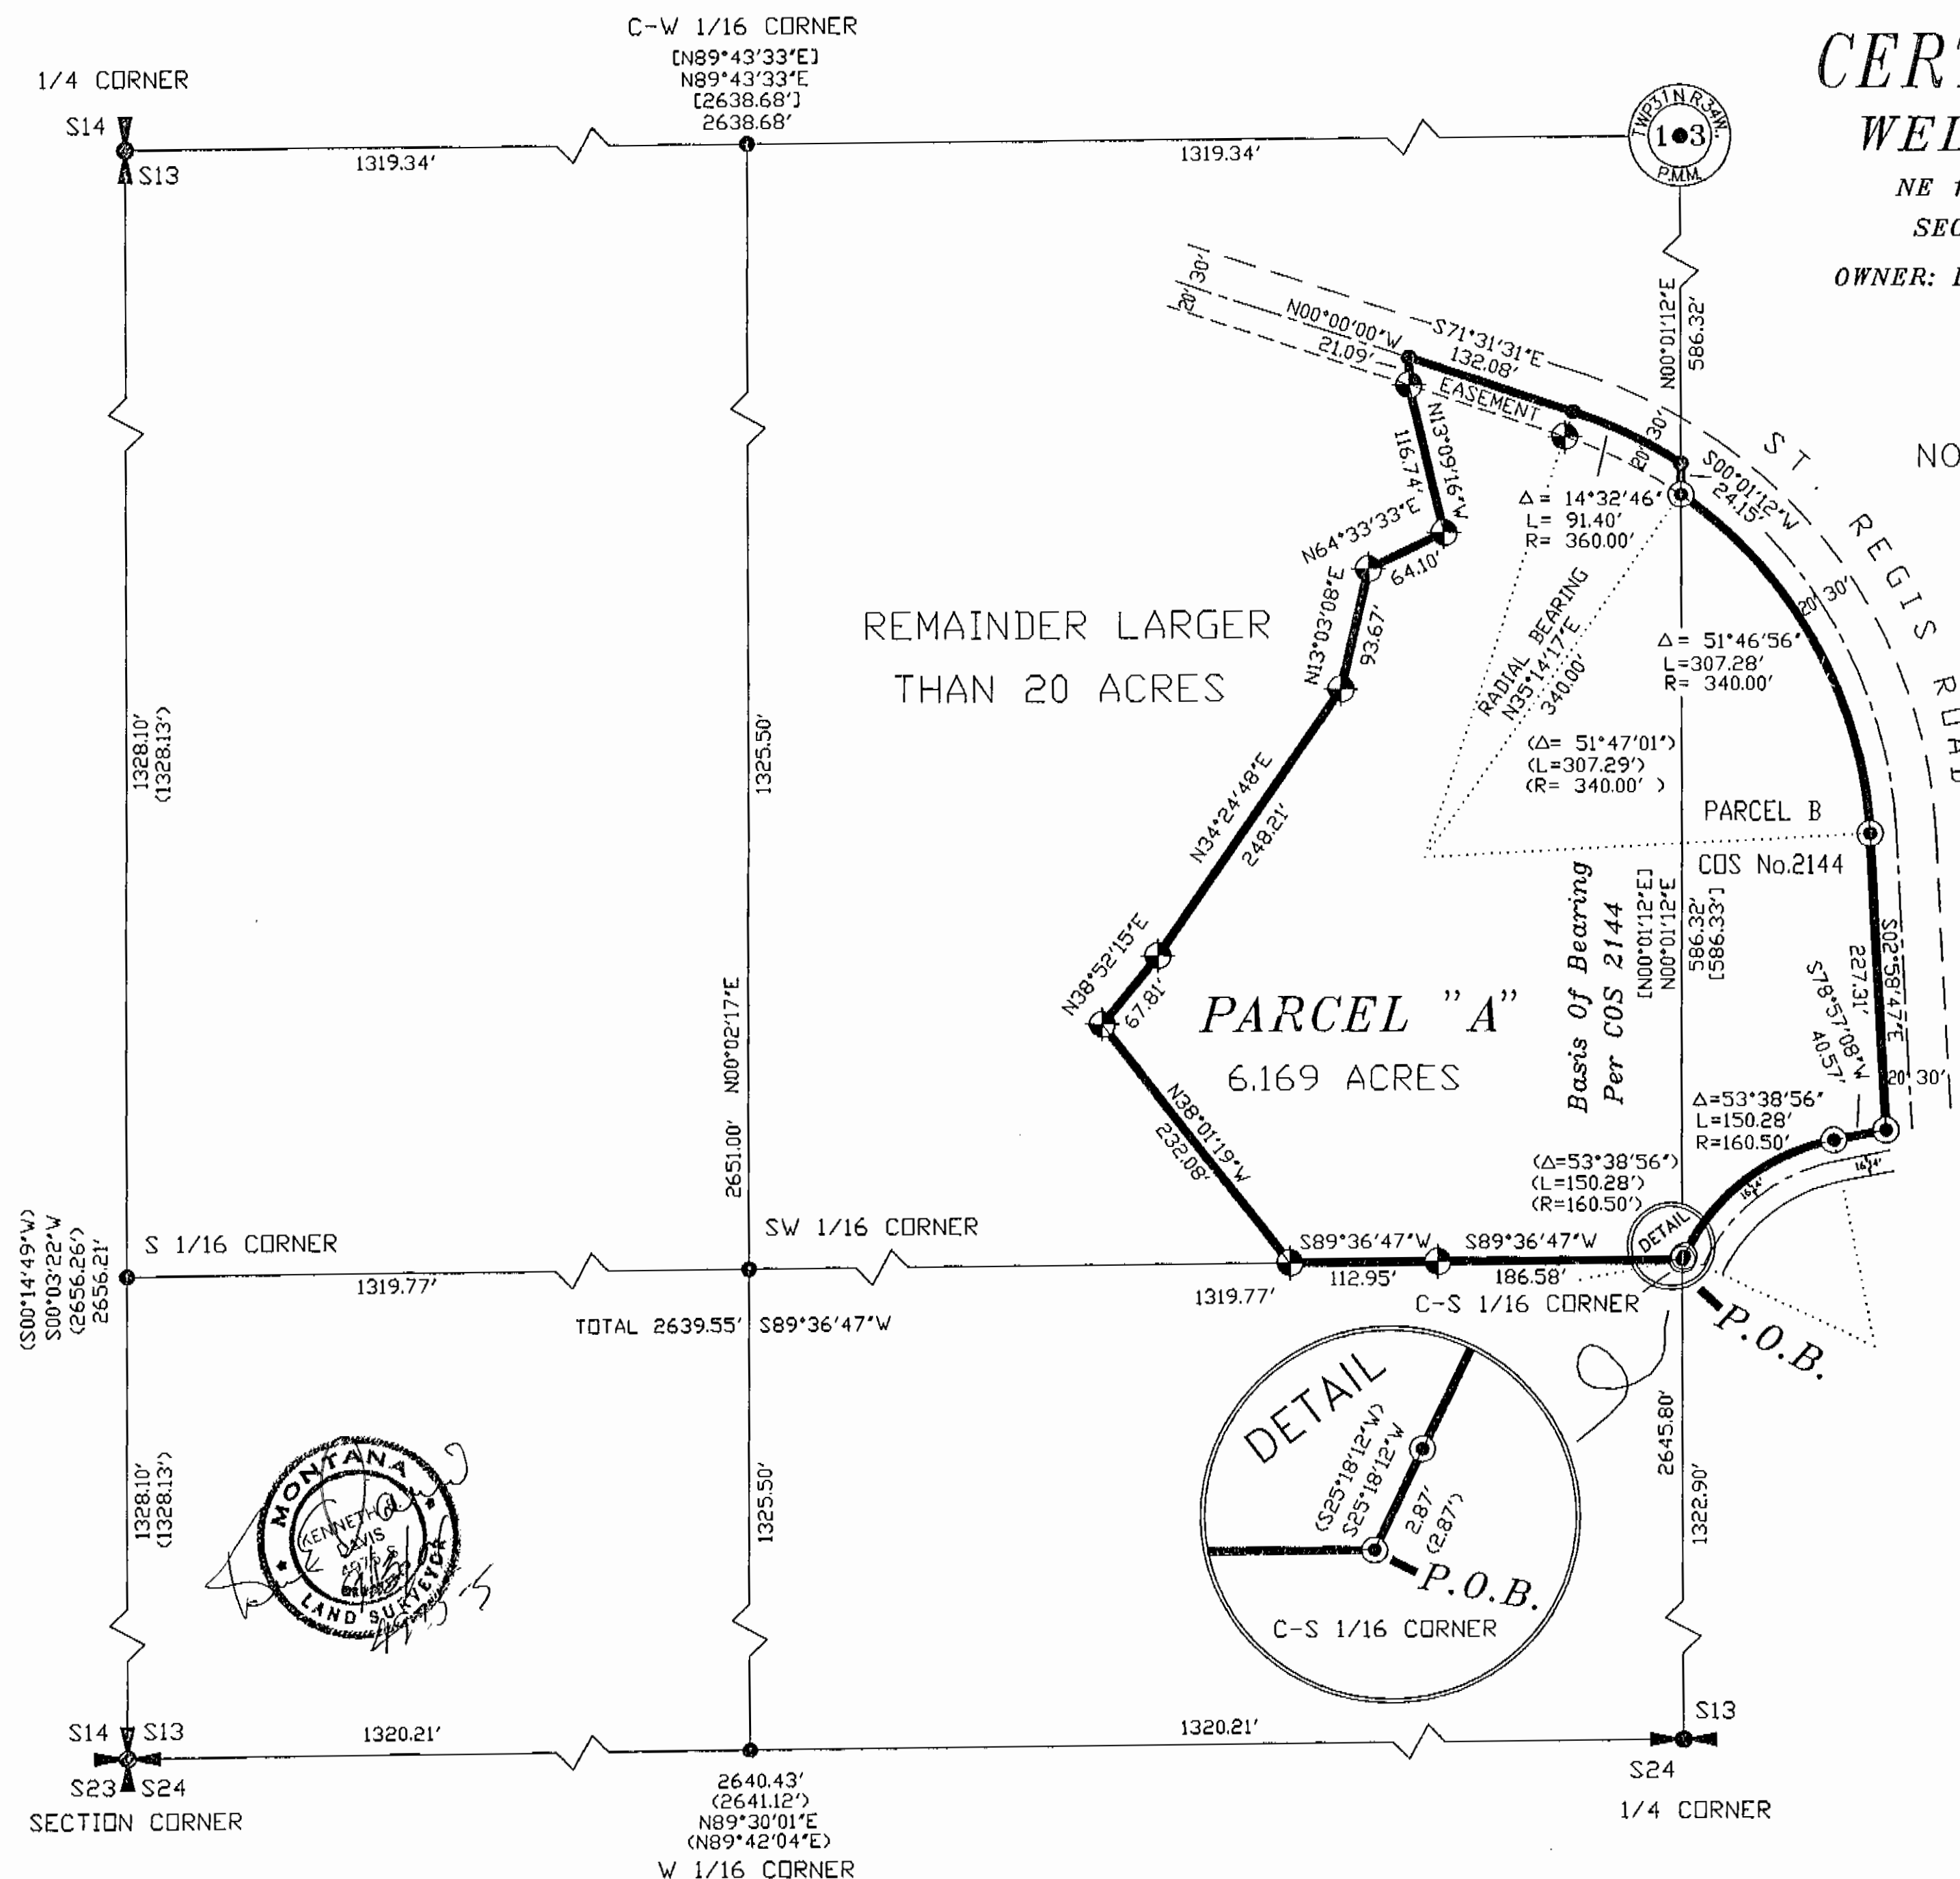 C-W 1/16 CORNER
[N89°43'33"E]
N89°43'33"E
[2638.68']
2638.68'
1/4 CORNER
S14
S13
1319.34'
1319.34'
TWP31N R34W.
1 3
P.M.M.
CER
WEL
NE 1
SEC
OWNER:
NO
N00°01'12"E
586.32'
20' 30'
N00°00'00"W
21.09'
S71°31'31"E
132.08'
EASEMENT
20' 30'
S00°01'12"W
24.15'
ST. REGIS ROAD
N13°09'16"W
116.74'
Δ= 14°32'46"
L= 91.40'
R= 360.00'
N64°33'33"E
64.10'
N13°03'08"E
93.67'
RADIAL BEARING
N35°14'17"E
340.00'
20' 30'
Δ= 51°46'56"
L=307.28'
R= 340.00'
(Δ= 51°47'01")
(L=307.29')
(R= 340.00' )
REMAINDER LARGER
THAN 20 ACRES
1328.10'
(1328.13')
1325.50'
N34°24'48"E
248.21'
PARCEL B
COS No.2144
Basis Of Bearing
Per COS 2144
[N00°01'12"E]
N00°01'12"E
586.32'
[586.33']
S02°58'47"E
227.31'
S78°57'08"W
40.57'
N38°52'15"E
67.81'
PARCEL "A"
6.169 ACRES
20' 30'
2651.00' N00°02'17"E
N38°01'19"W
232.08'
Δ=53°38'56"
L=150.28'
R=160.50'
(Δ=53°38'56")
(L=150.28')
(R=160.50')
(S00°14'49"W)
S00°03'22"W
(2656.26')
2656.21'
S 1/16 CORNER
SW 1/16 CORNER
S89°36'47"W
S89°36'47"W
DETAIL
1319.77'
1319.77'
112.95'
186.58'
C-S 1/16 CORNER
P.O.B.
TOTAL 2639.55' S89°36'47"W
DETAIL
(S25°18'12"W)
S25°18'12"W
2.87'
(2.87')
P.O.B.
C-S 1/16 CORNER
2645.80'
1322.90'
1328.10'
(1328.13')
1325.50'
MONTANA
KENNETH
DAVIS
LAND SURVEYOR
S14 S13
S23 S24
SECTION CORNER
1320.21'
1320.21'
S13
S24
1/4 CORNER
2640.43'
(2641.12')
N89°30'01"E
(N89°42'04"E)
W 1/16 CORNER